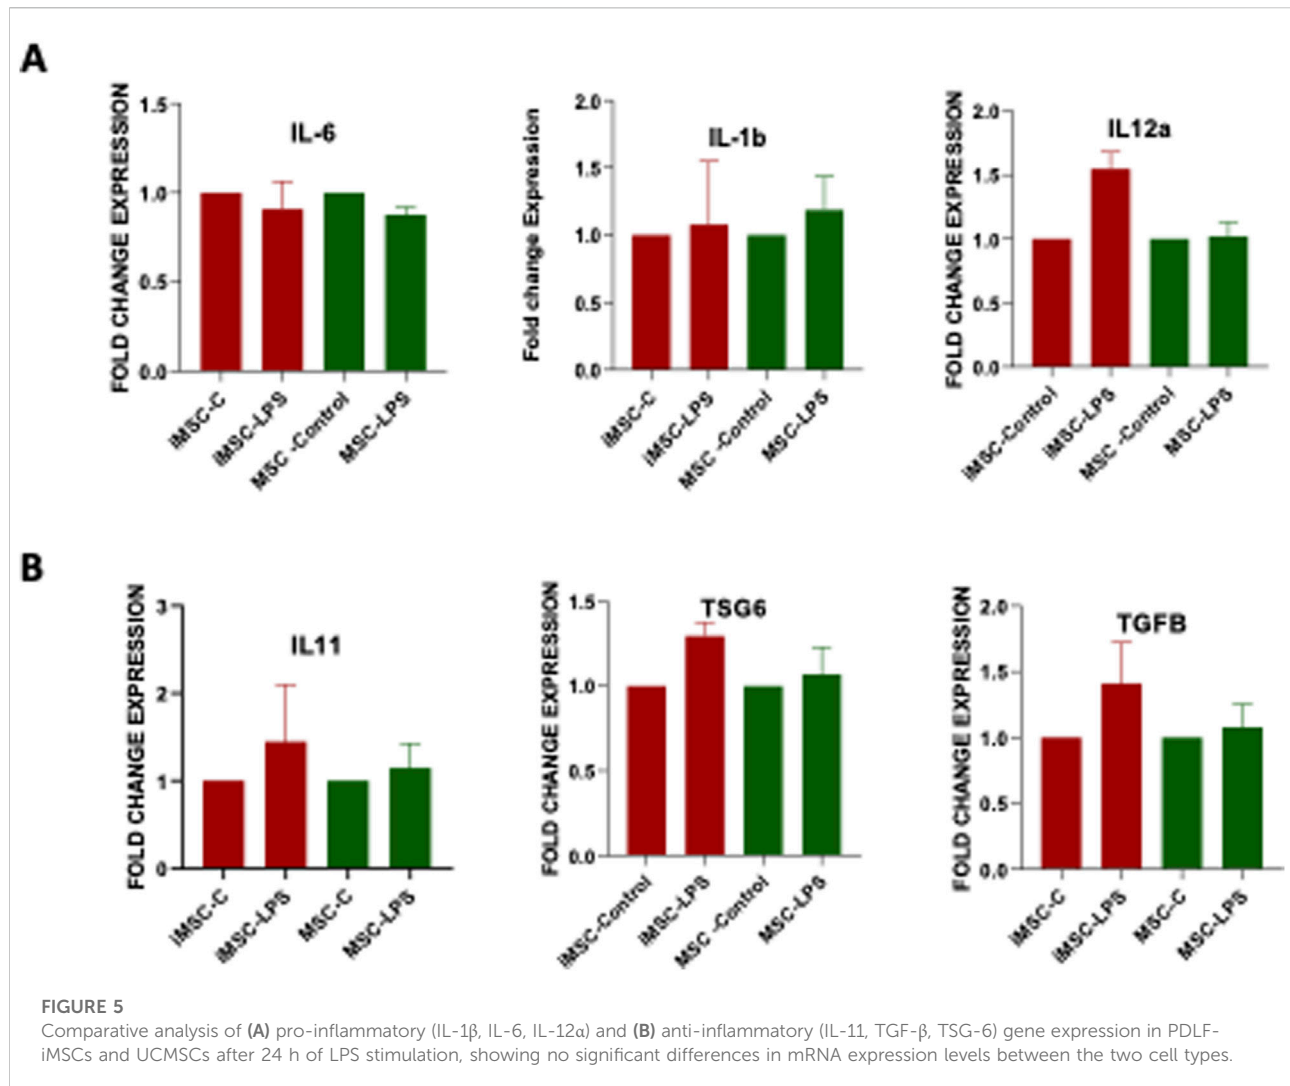 A
FOLD CHANGE EXPRESSION
IL-6
1.5
1.0
0.5
0.0
iMSC-C
iMSC-LPS
MSC -Control
MSC-LPS
Fold change Expression
IL-1b
2.0
1.5
1.0
0.5
0.0
iMSC-C
iMSC-LPS
MSC -Control
MSC-LPS
FOLD CHANGE EXPRESSION
IL12a
2.0
1.5
1.0
0.5
0.0
iMSC-Control
iMSC-LPS
MSC -Control
MSC-LPS
B
FOLD CHANGE EXPRESSION
IL11
3
2
1
0
iMSC-C
iMSC-LPS
MSC-C
MSC-LPS
FOLD CHANGE EXPRESSION
TSG6
1.5
1.0
0.5
0.0
iMSC-Control
iMSC-LPS
MSC -Control
MSC-LPS
FOLD CHANGE EXPRESSION
TGFB
2.0
1.5
1.0
0.5
0.0
iMSC-C
iMSC-LPS
MSC-C
MSC-LPS
FIGURE 5
Comparative analysis of (A) pro-inflammatory (IL-1β, IL-6, IL-12α) and (B) anti-inflammatory (IL-11, TGF-β, TSG-6) gene expression in PDLF-
iMSCs and UCMSCs after 24 h of LPS stimulation, showing no significant differences in mRNA expression levels between the two cell types.